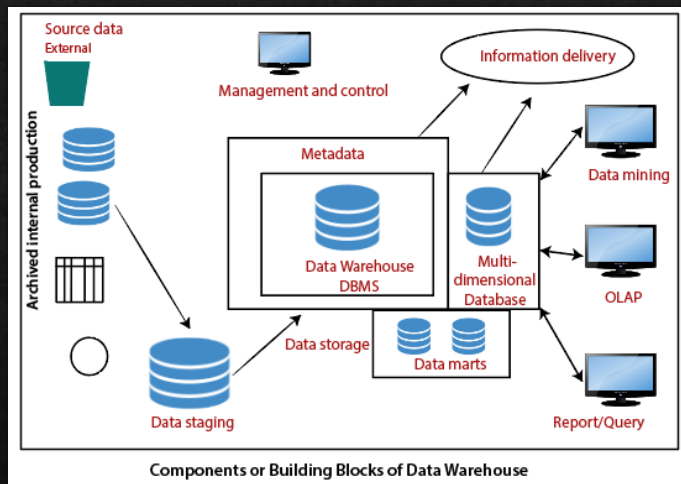 Source data
External
Management and control
Information delivery
Archived internal production
Metadata
Data Warehouse
DBMS
Multi-
dimensional
Database
Data mining
OLAP
Data storage
Data marts
Data staging
Report/Query
Components or Building Blocks of Data Warehouse